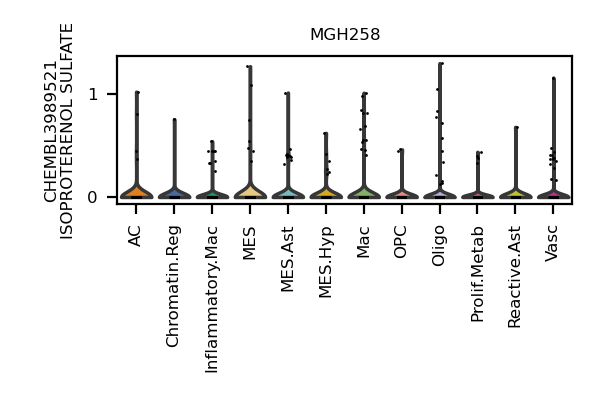 MGH258
CHEMBL3989521
ISOPROTERENOL SULFATE
1
0
AC
Chromatin.Reg
Inflammatory.Mac
MES
MES.Ast
MES.Hyp
Mac
OPC
Oligo
Prolif.Metab
Reactive.Ast
Vasc